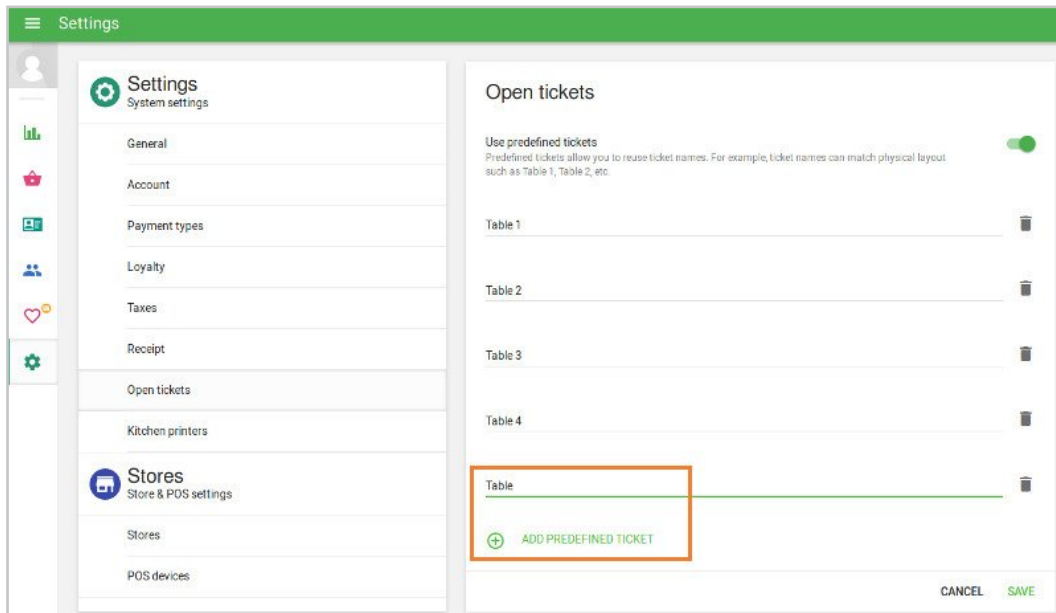 Settings
Settings
System settings
General
Account
Payment types
Loyalty
Taxes
Receipt
Open tickets
Kitchen printers
Stores
Store & POS settings
Stores
POS devices
Open tickets
Use predefined tickets
Predefined tickets allow you to reuse ticket names. For example, ticket names can match physical layout
such as Table 1, Table 2, etc.
Table 1
Table 2
Table 3
Table 4
Table
ADD PREDEFINED TICKET
CANCEL SAVE